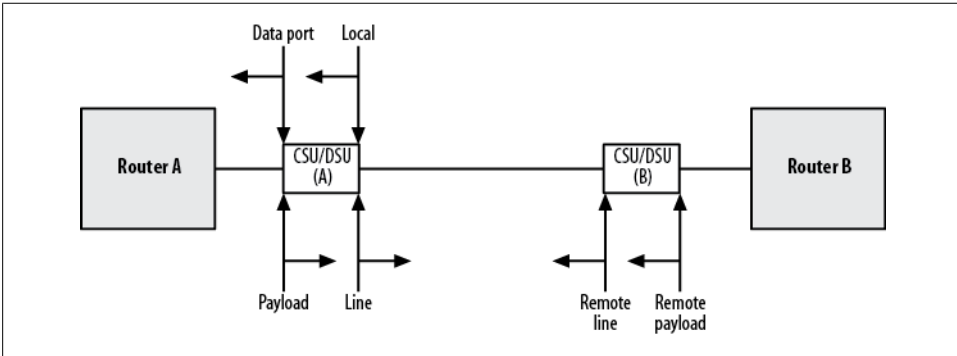 Data port
Local
Router A
CSU/DSU
(A)
CSU/DSU
(B)
Router B
Payload
Line
Remote
line
Remote
payload